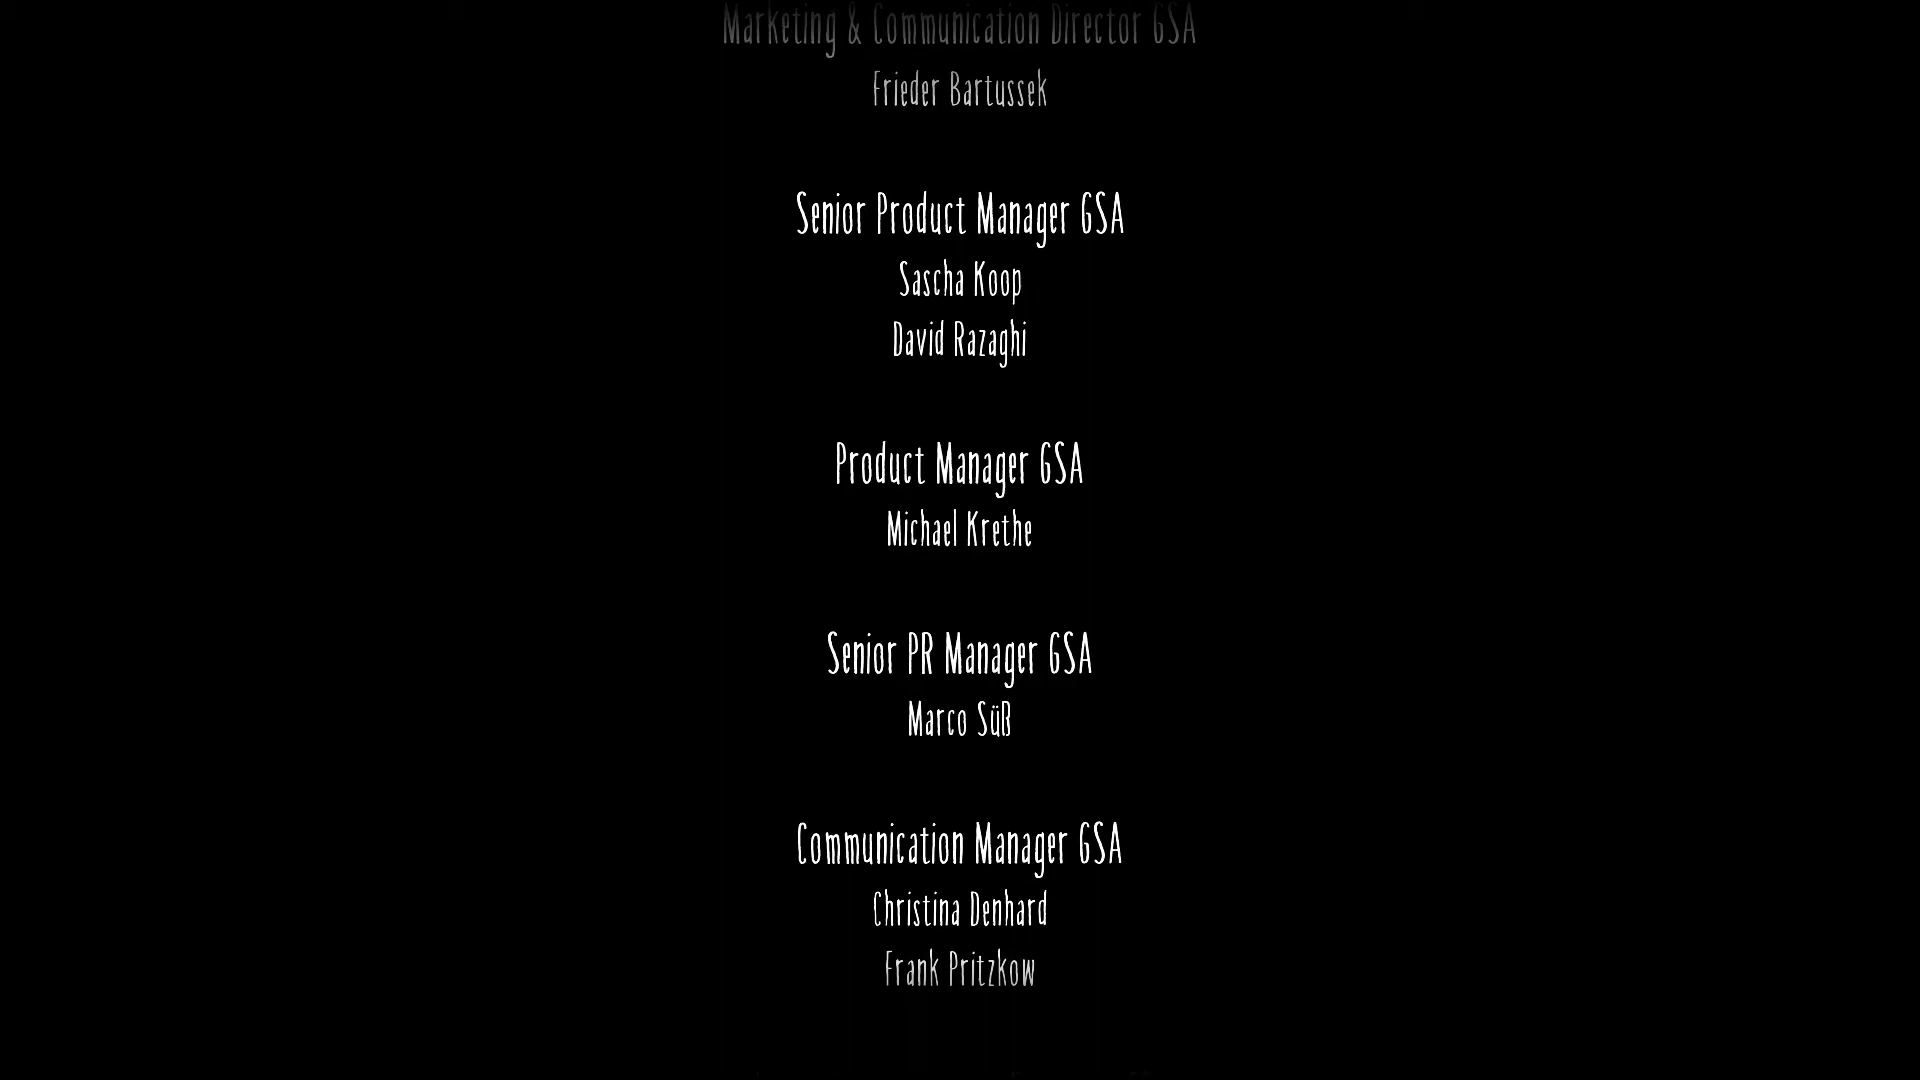 Marketing & Communication Director GSA
Frieder Bartussek
Senior Product Manager GSA
Sascha Koop
David Razaghi
Product Manager GSA
Michael Krethe
Senior PR Manager GSA
Marco Süß
Communication Manager GSA
Christina Denhard
Frank Pritzkow